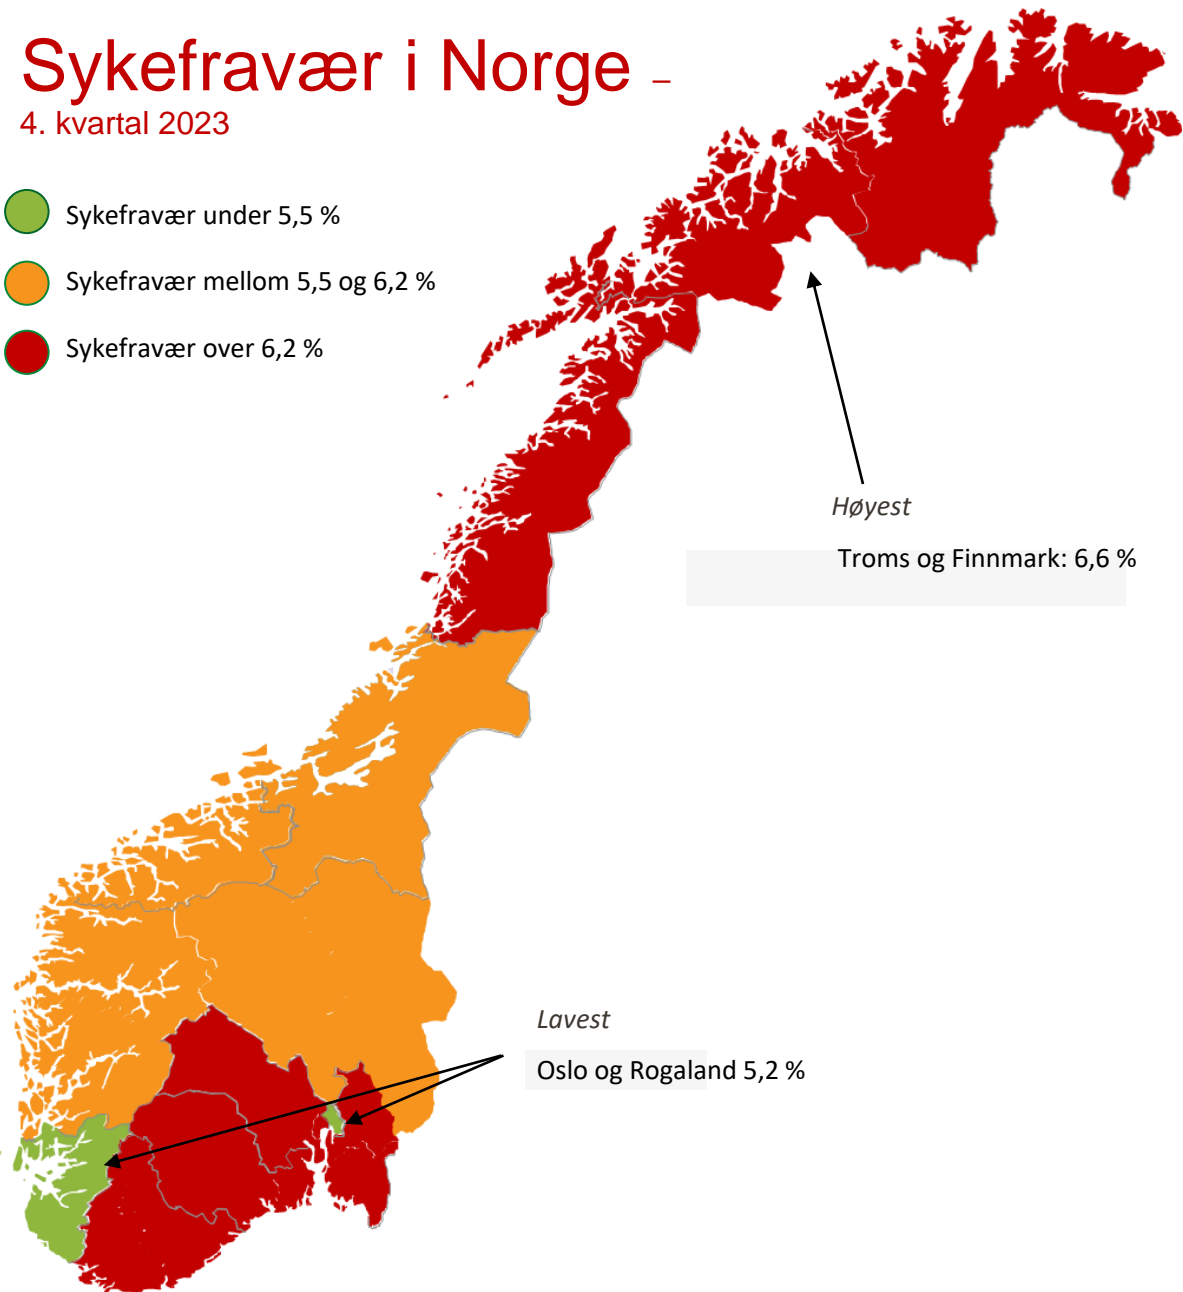 Sykefravær i Norge –
4. kvartal 2023
Sykefravær under 5,5 %
Sykefravær mellom 5,5 og 6,2 %
Sykefravær over 6,2 %
Høyest
Troms og Finnmark: 6,6 %
Lavest
Oslo og Rogaland 5,2 %